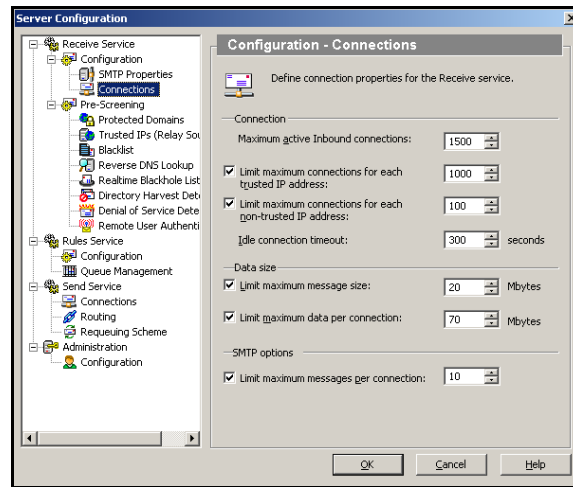 Server Configuration
Receive Service
Configuration
SMTP Properties
Connections
Pre-Screening
Protected Domains
Trusted IPs (Relay Sou
Blacklist
Reverse DNS Lookup
Realtime Blackhole List
Directory Harvest Dete
Denial of Service Dete
Remote User Authenti
Rules Service
Configuration
Queue Management
Send Service
Connections
Routing
Requeuing Scheme
Administration
Configuration
Configuration - Connections
Define connection properties for the Receive service.
Connection
Maximum active Inbound connections: 1500
Limit maximum connections for each
trusted IP address: 1000
Limit maximum connections for each
non-trusted IP address: 100
Idle connection timeout: 300 seconds
Data size
Limit maximum message size: 20 Mbytes
Limit maximum data per connection: 70 Mbytes
SMTP options
Limit maximum messages per connection: 10
OK Cancel Help